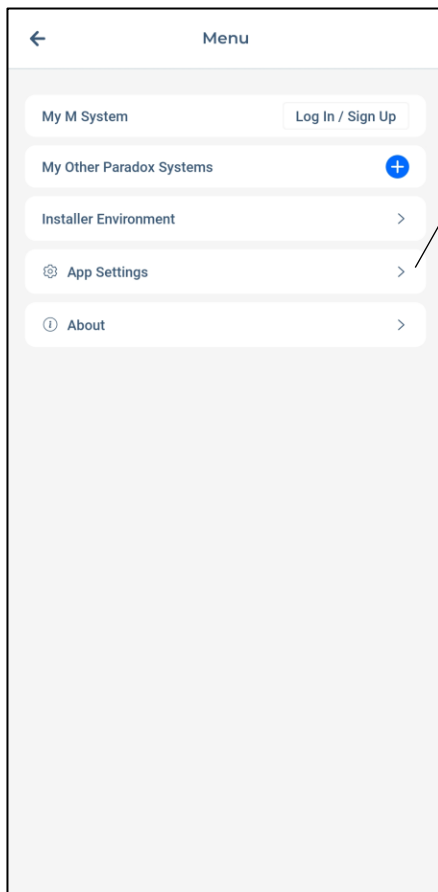 Menu
My M System Log In / Sign Up
My Other Paradox Systems
Installer Environment
App Settings
About